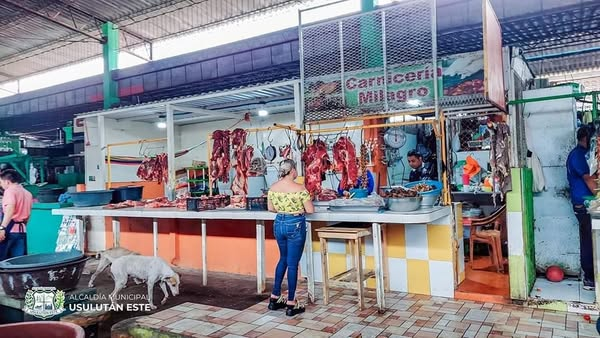 Carnicería
Milagro
ALCALDÍA MUNICIPAL
USULUTÁN ESTE